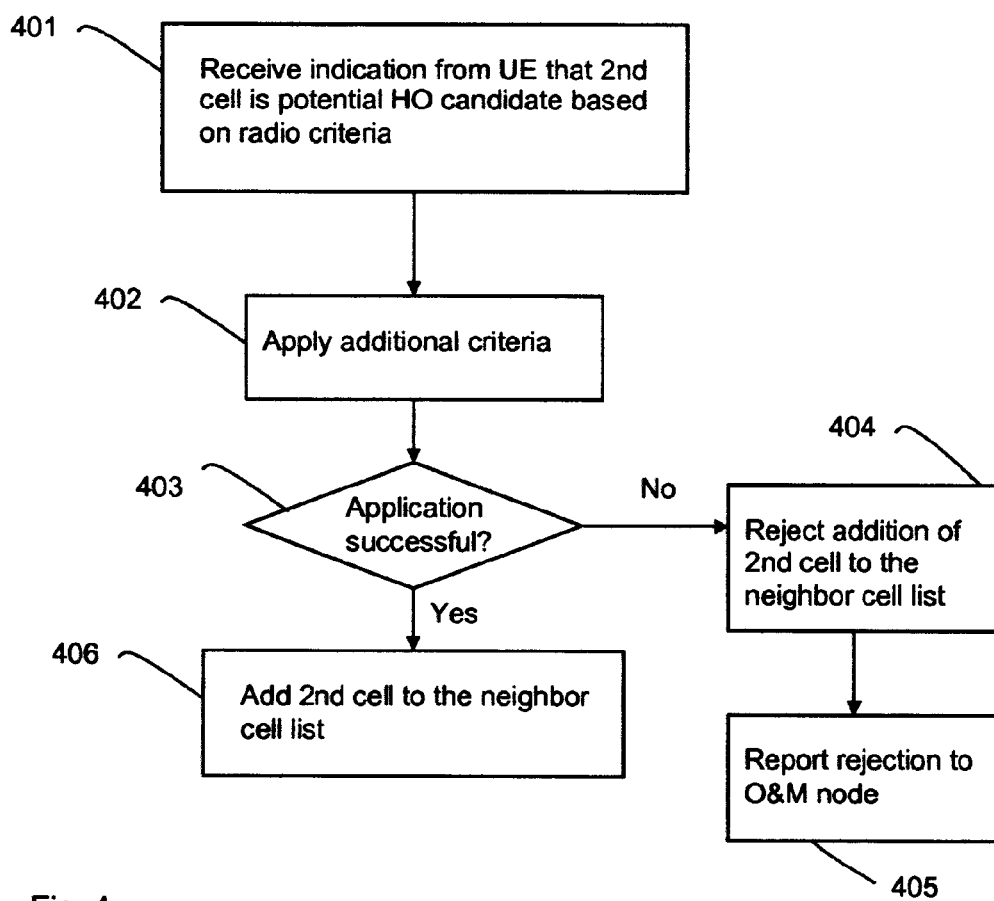 401
Receive indication from UE that 2nd
cell is potential HO candidate based
on radio criteria
402
Apply additional criteria
403
Application
successful?
No
404
Reject addition of
2nd cell to the
neighbor cell list
Yes
406
Add 2nd cell to the neighbor
cell list
Report rejection to
O&M node
405